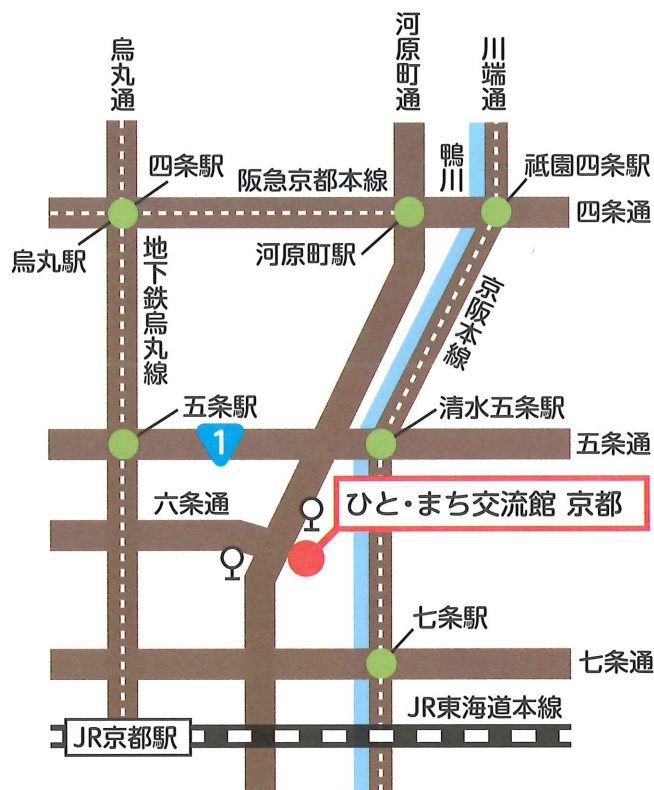 烏丸通
河原町通
川端通
鴨川
四条駅
阪急京都本線
祇園四条駅
四条通
烏丸駅
河原町駅
地下鉄烏丸線
京阪本線
五条駅
1
清水五条駅
五条通
六条通
ひと・まち交流館 京都
七条駅
七条通
JR東海道本線
JR京都駅